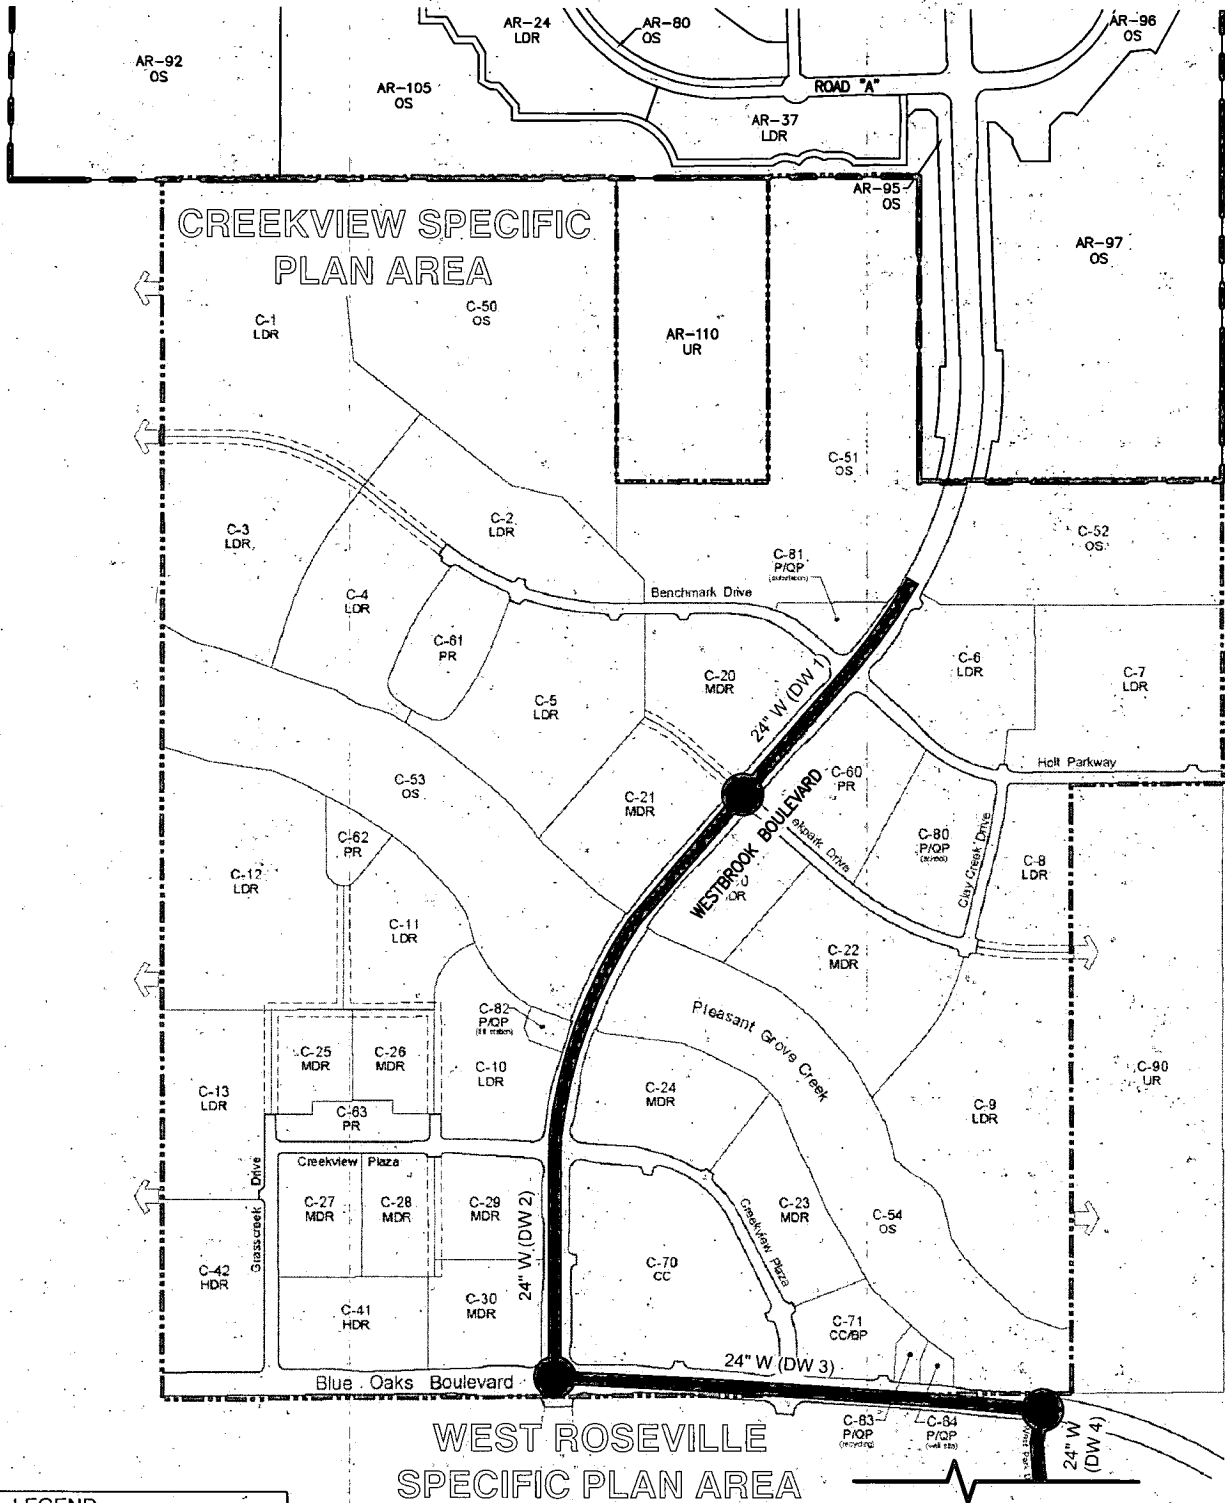 AR-24
LDR
AR-80
OS
AR-96
OS
AR-92
OS
AR-105
OS
ROAD "A"
AR-37
LDR
AR-95
OS
CREEKVIEW SPECIFIC
PLAN AREA
AR-97
OS
C-1
LDR
C-50
OS
AR-110
UR
C-51
OS
C-3
LDR
C-2
LDR
C-52
OS
C-81
P/QP
(substation)
C-4
LDR
Benchmark Drive
C-61
PR
C-20
MDR
C-6
LDR
C-7
LDR
C-5
LDR
24" W (DW 1)
Holt Parkway
C-53
OS
C-21
MDR
C-60
PR
WESTBROOK BOULEVARD
C-62
PR
C-80
P/QP
(school)
Clay Creek Drive
C-8
LDR
C-12
LDR
ekpark Drive
DR
C-11
LDR
C-22
MDR
C-82
P/QP
Pleasant Grove Creek
C-25
MDR
C-26
MDR
C-10
LDR
C-24
MDR
C-90
UR
C-13
LDR
C-63
PR
C-9
LDR
Creekview Plaza
Grasscreek Drive
C-27
MDR
C-28
MDR
C-29
MDR
24" W (DW 2)
Creekview Plaza
C-23
MDR
C-54
OS
C-42
HDR
C-70
CC
C-41
HDR
C-30
MDR
C-71
CC/BP
24" W (DW 3)
Blue Oaks Boulevard
C-83
P/QP
(recycling)
C-84
P/QP
(well site)
24" W
(DW 4)
WEST ROSEVILLE
SPECIFIC PLAN AREA
LEGEND